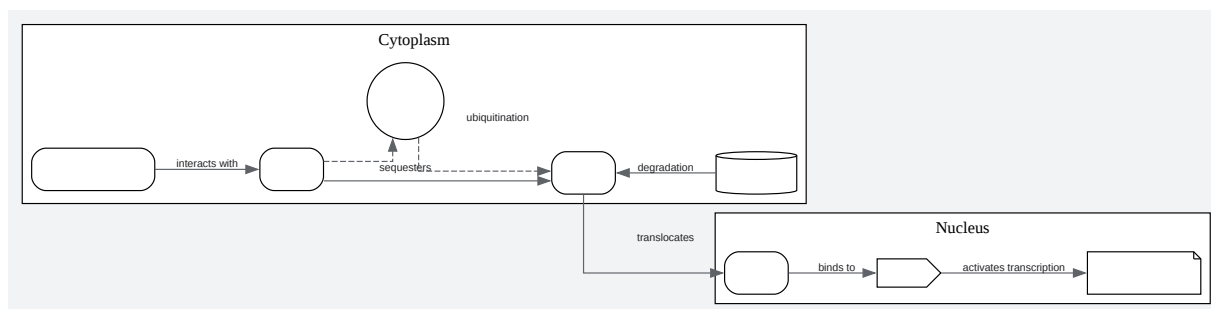 Cytoplasm
ubiquitination
interacts with
sequesters
degradation
translocates
Nucleus
binds to
activates transcription